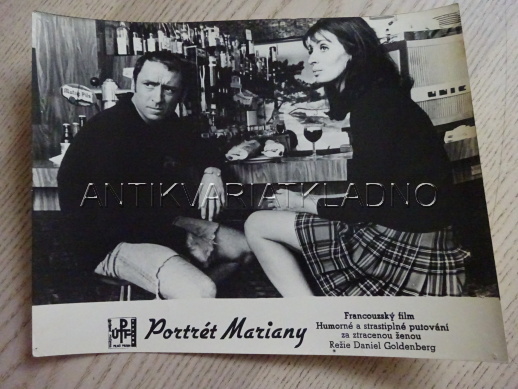 ANTIKVARIATKLADNO
ÚPF
Portrét Mariany
Francouzský film
Humorné a strastiplné putování
za ztracenou ženou
Režie Daniel Goldenberg